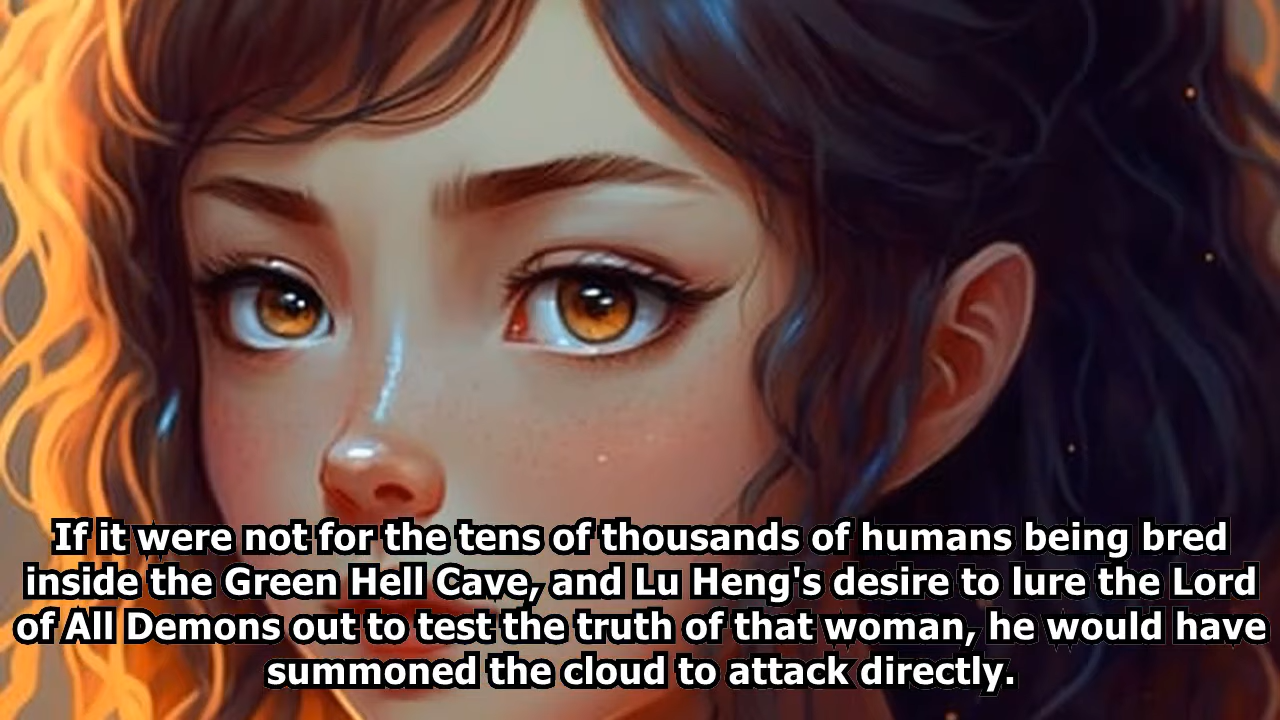 If it were not for the tens of thousands of humans being bred
inside the Green Hell Cave, and Lu Heng's desire to lure the Lord
of All Demons out to test the truth of that woman, he would have
summoned the cloud to attack directly.